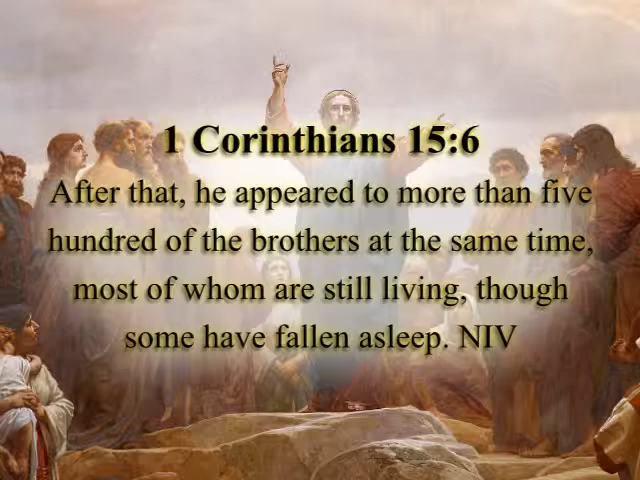 1 Corinthians 15:6
After that, he appeared to more than five
hundred of the brothers at the same time,
most of whom are still living, though
some have fallen asleep. NIV